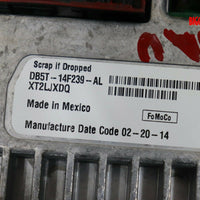 Scrap if Dropped
DB5T-14F239-AL
XT2LJXDQ
Made in Mexico
FoMoCo
Manufacture Date Code 02-20-14